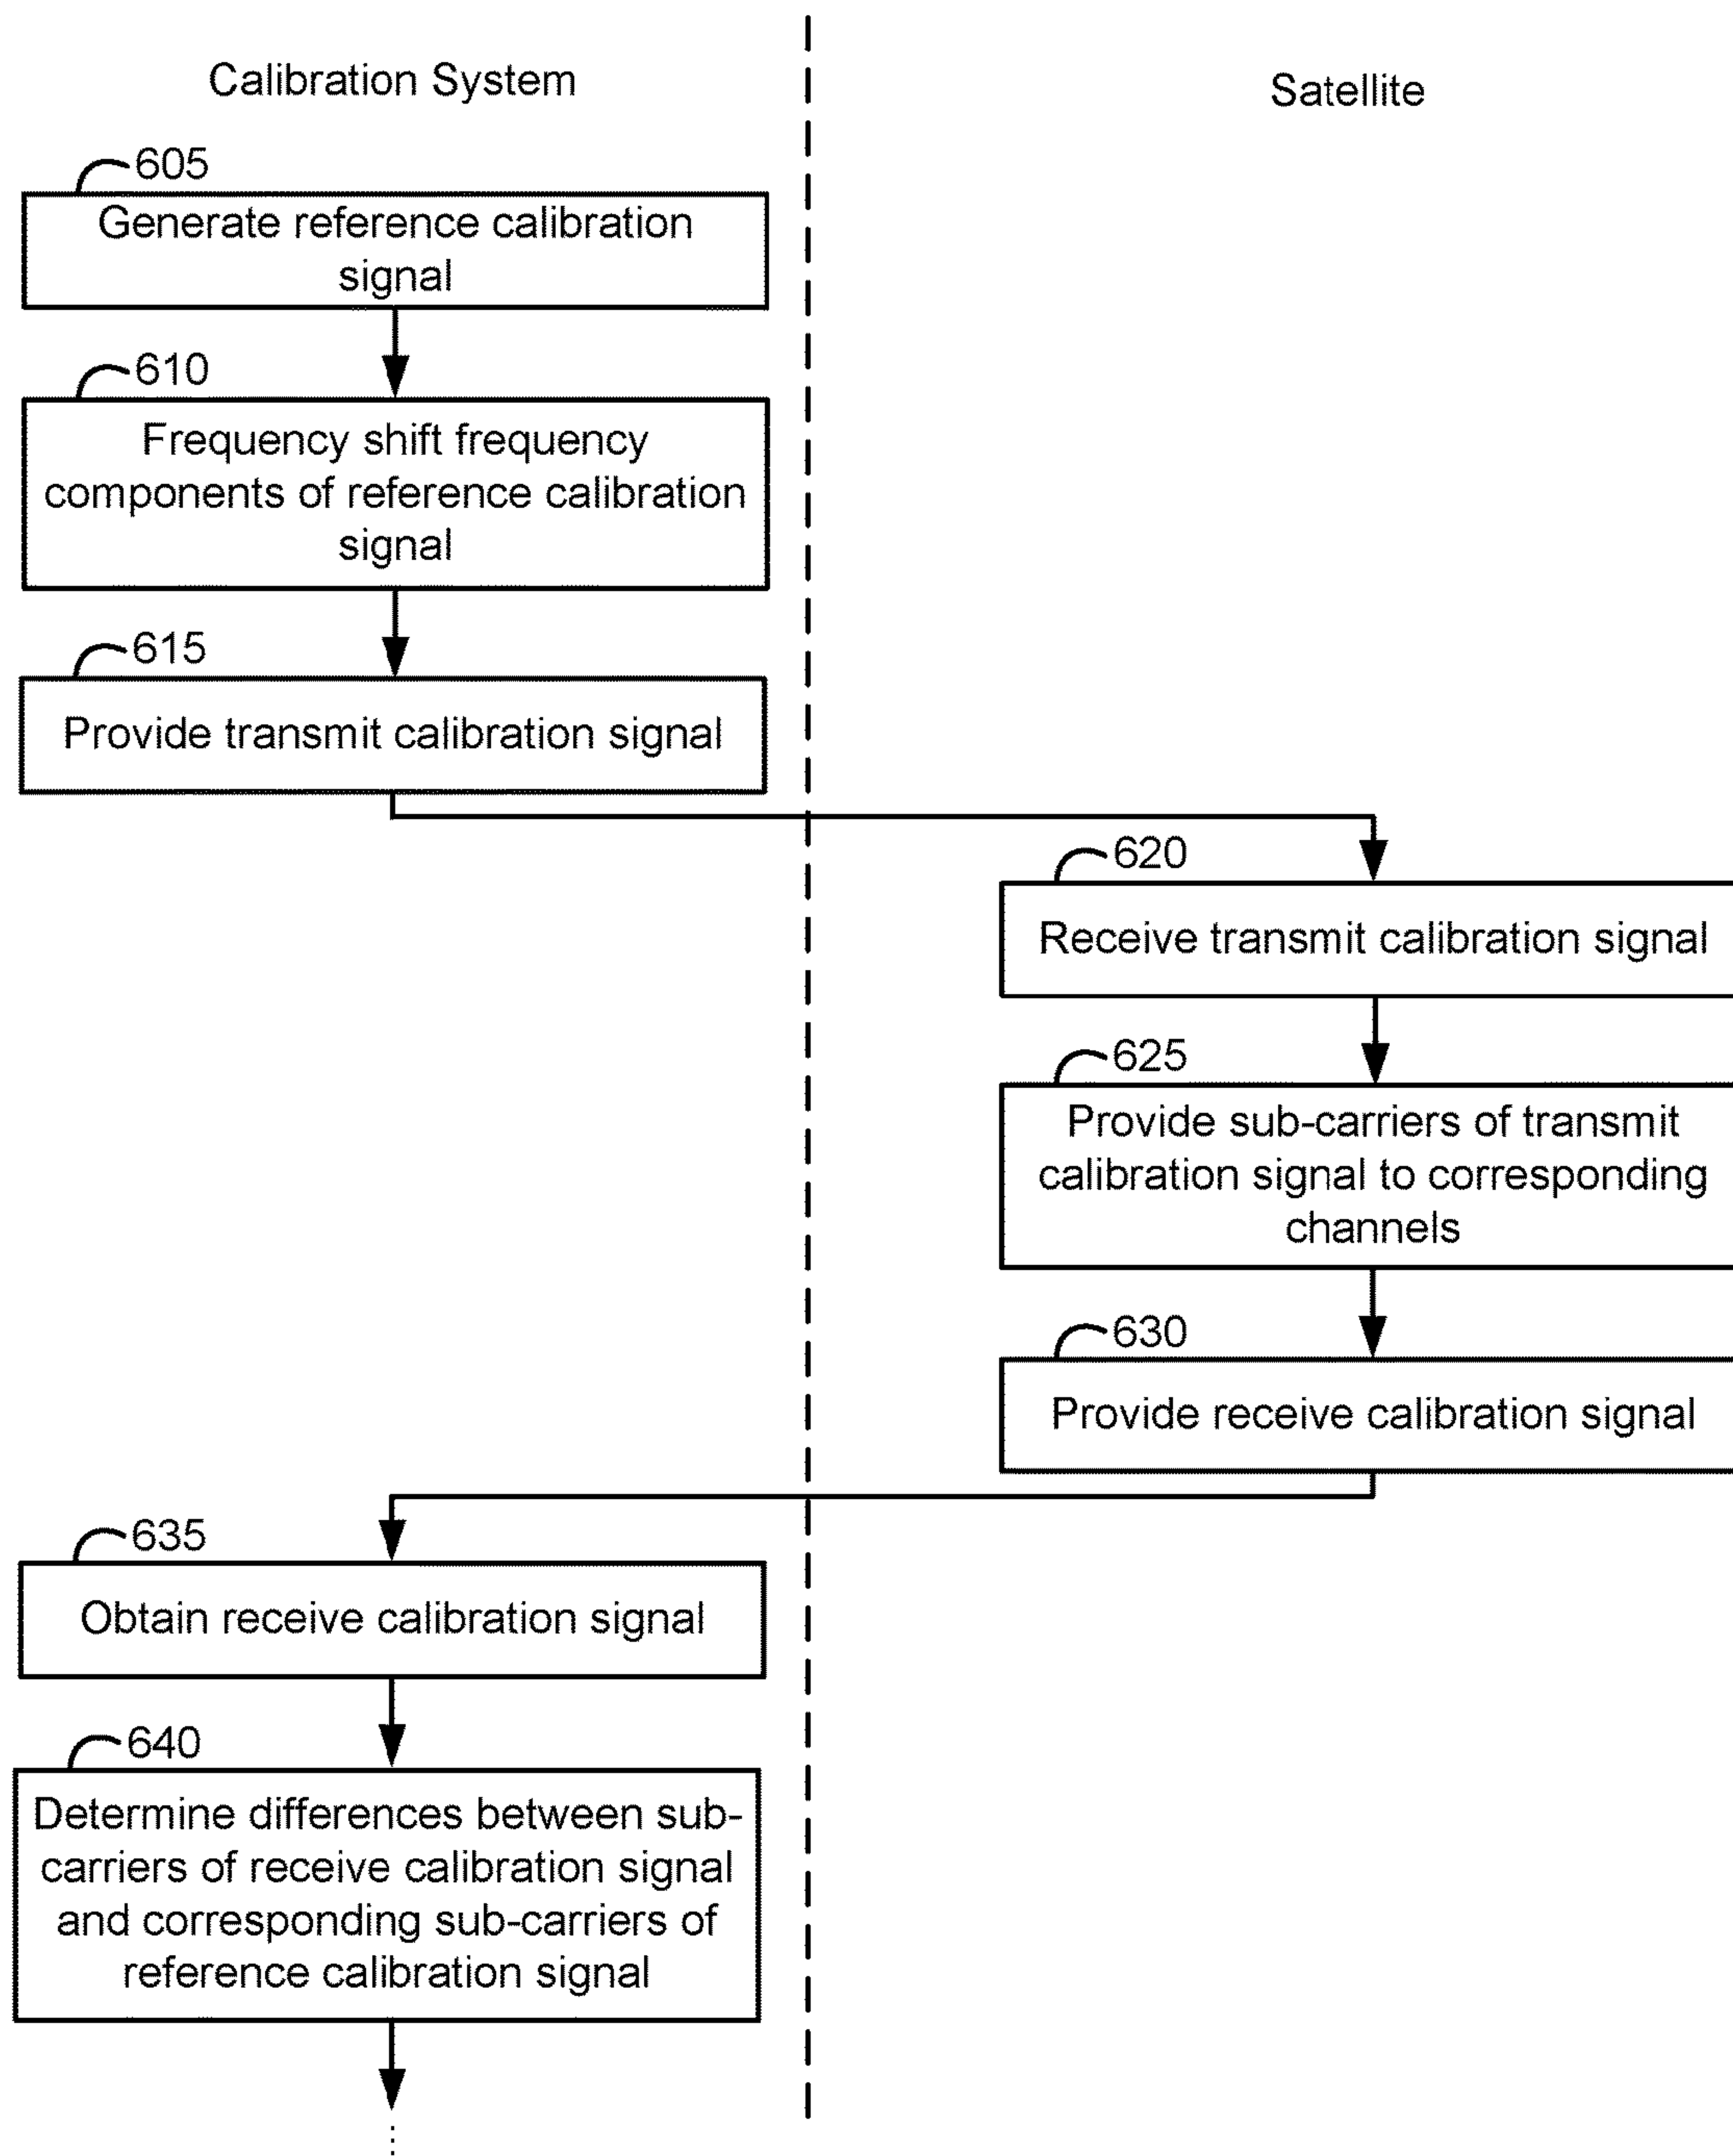 Calibration System
Satellite
605
Generate reference calibration
signal
610
Frequency shift frequency
components of reference calibration
signal
615
Provide transmit calibration signal
620
Receive transmit calibration signal
625
Provide sub-carriers of transmit
calibration signal to corresponding
channels
630
Provide receive calibration signal
635
Obtain receive calibration signal
640
Determine differences between sub-
carriers of receive calibration signal
and corresponding sub-carriers of
reference calibration signal